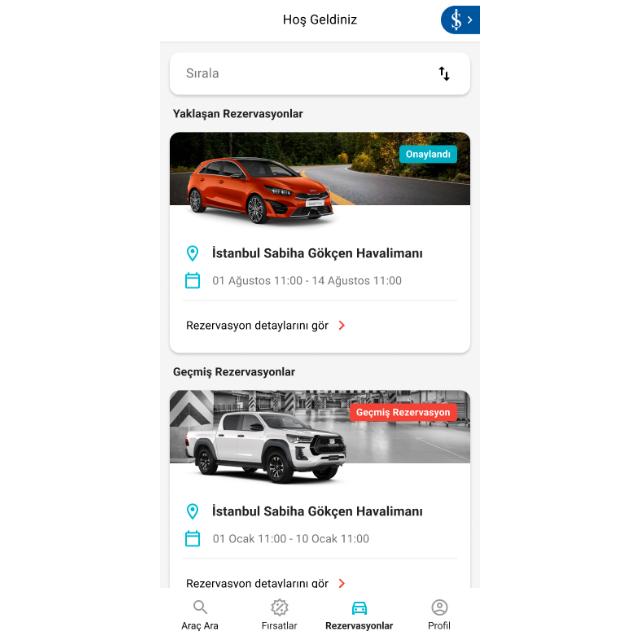 Hoş Geldiniz
$
Sırala
Yaklaşan Rezervasyonlar
Onaylandı
İstanbul Sabiha Gökçen Havalimanı
01 Ağustos 11:00 - 14 Ağustos 11:00
Rezervasyon detaylarını gör
Geçmiş Rezervasyonlar
Geçmiş Rezervasyon
İstanbul Sabiha Gökçen Havalimanı
01 Ocak 11:00 - 10 Ocak 11:00
Rezervasyon detaylarını gör
Araç Ara
Fırsatlar
Rezervasyonlar
Profil